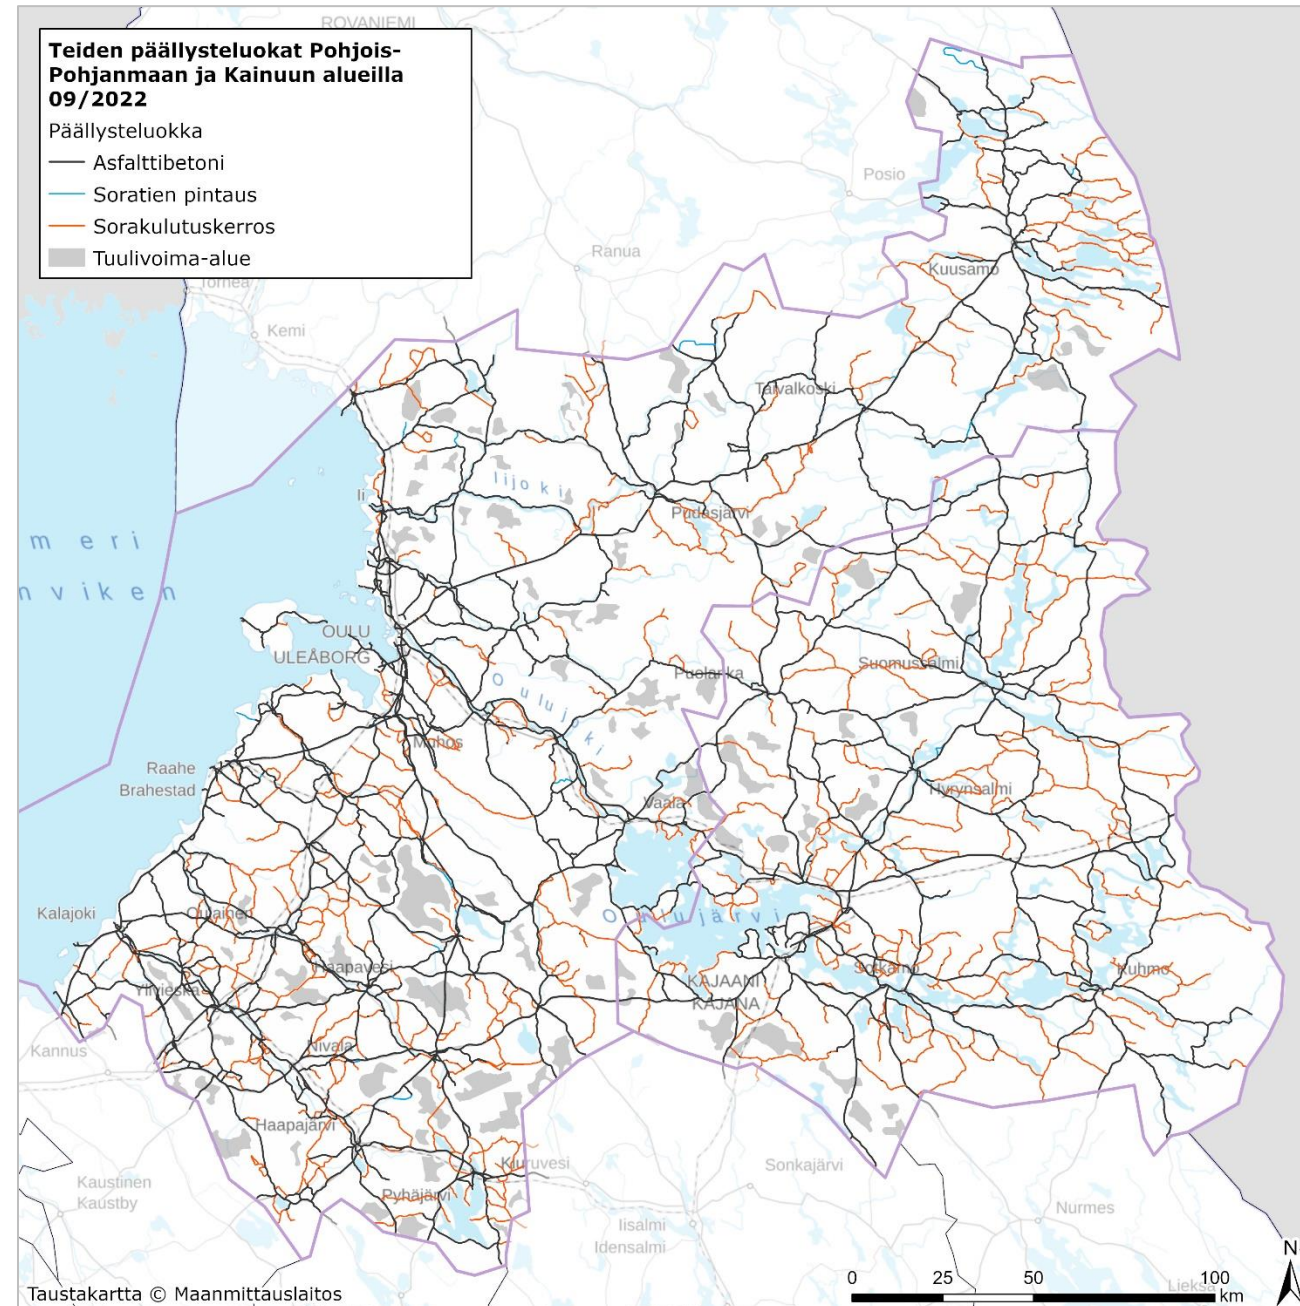 ROVANIEMI
Teiden päällysteluokat Pohjois-
Pohjanmaan ja Kainuun alueilla
09/2022
Päällysteluokka
Asfalttibetoni
Soratien pintaus
Sorakulutuskerros
Tuulivoima-alue
Posio
Ranua
Kuusamo
Tornea
Kemi
Taivalkoski
Ii
Iijoki
Pudasjärvi
meri
nviken
OULU
ULEÅBORG
Suomussalmi
Puolanka
Oulujoki
Muhos
Raahe
Brahestad
Hyrynsalmi
Vaala
Kalajoki
Oulainen
Oulujärvi
Haapavesi
Sotkamo
Kuhmo
KAJAANI
KAJANA
Ylivieska
Nivala
Kannus
Haapajärvi
Kiuruvesi
Sonkajärvi
Kaustinen
Kaustby
Pyhäjärvi
Nurmes
Iisalmi
Idensalmi
N
0 25 50 100
km
Lieksa
Taustakartta © Maanmittauslaitos